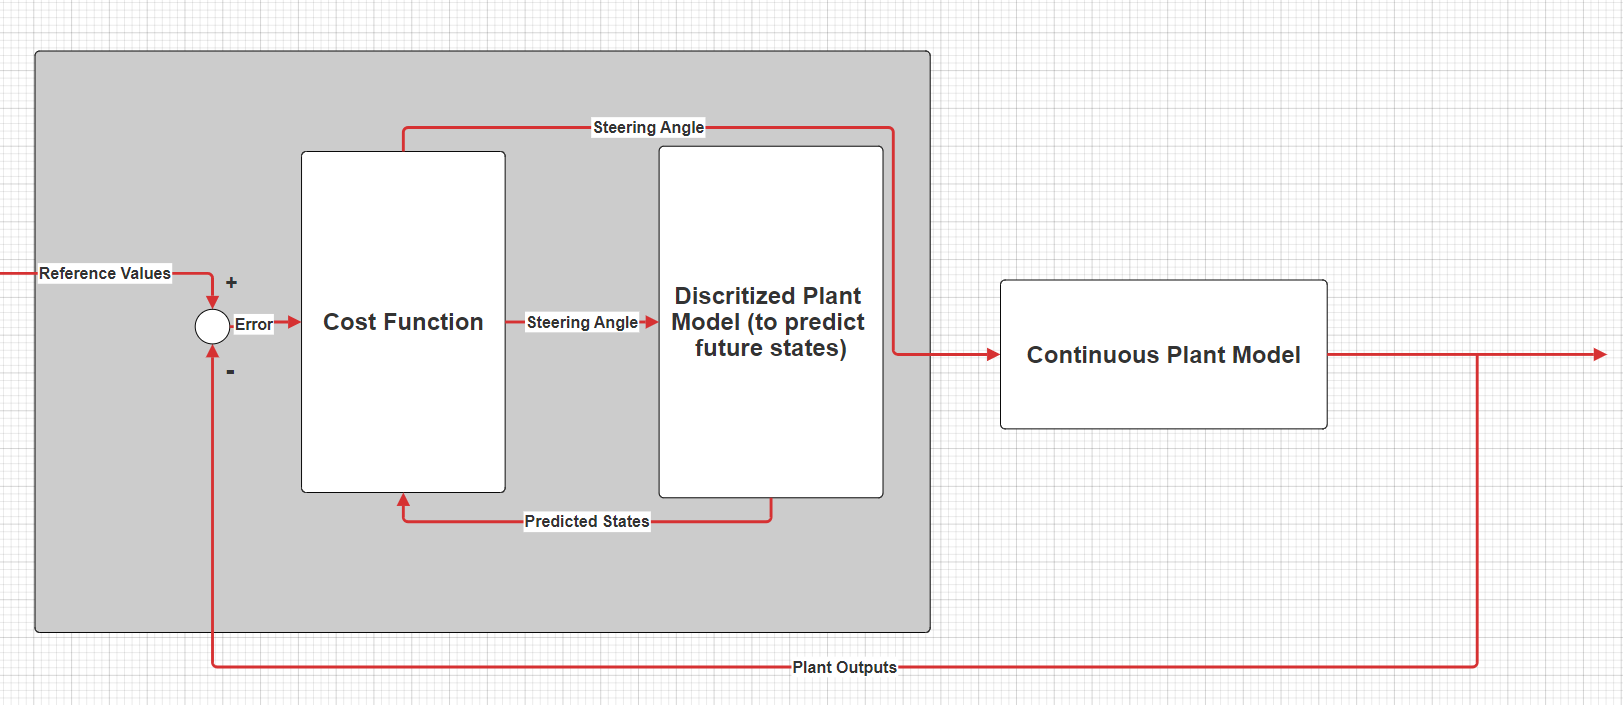 Steering Angle
Reference Values
+
Error
Cost Function
Steering Angle
Discritized Plant
Model (to predict
future states)
Continuous Plant Model
-
Predicted States
Plant Outputs